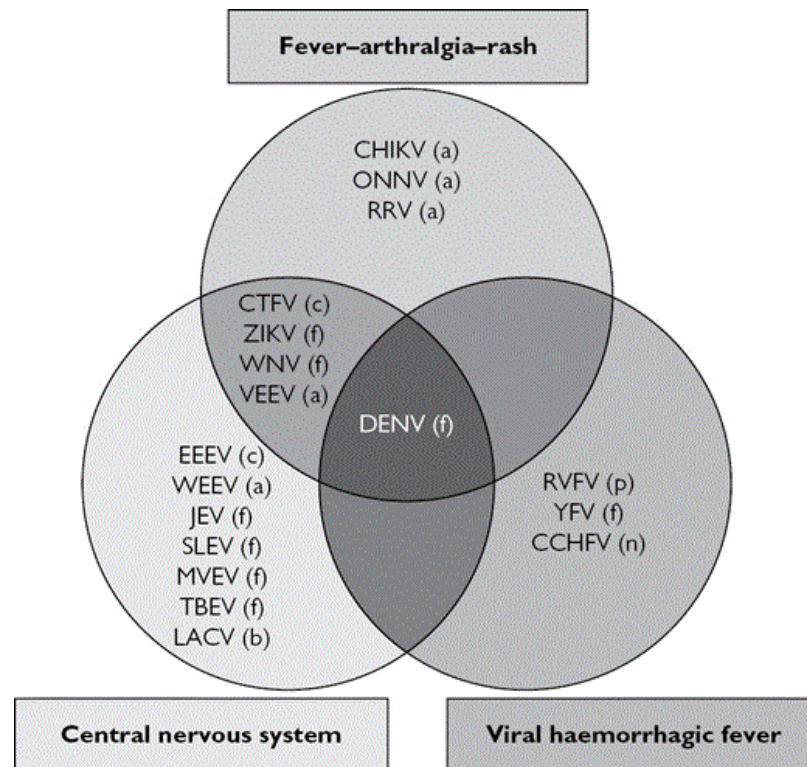 Fever–arthralgia–rash
CHIKV (a)
ONNV (a)
RRV (a)
CTFV (c)
ZIKV (f)
WNV (f)
VEEV (a)
DENV (f)
EEEV (c)
WEEV (a)
JEV (f)
SLEV (f)
MVEV (f)
TBEV (f)
LACV (b)
RVFV (p)
YFV (f)
CCHFV (n)
Central nervous system
Viral haemorrhagic fever